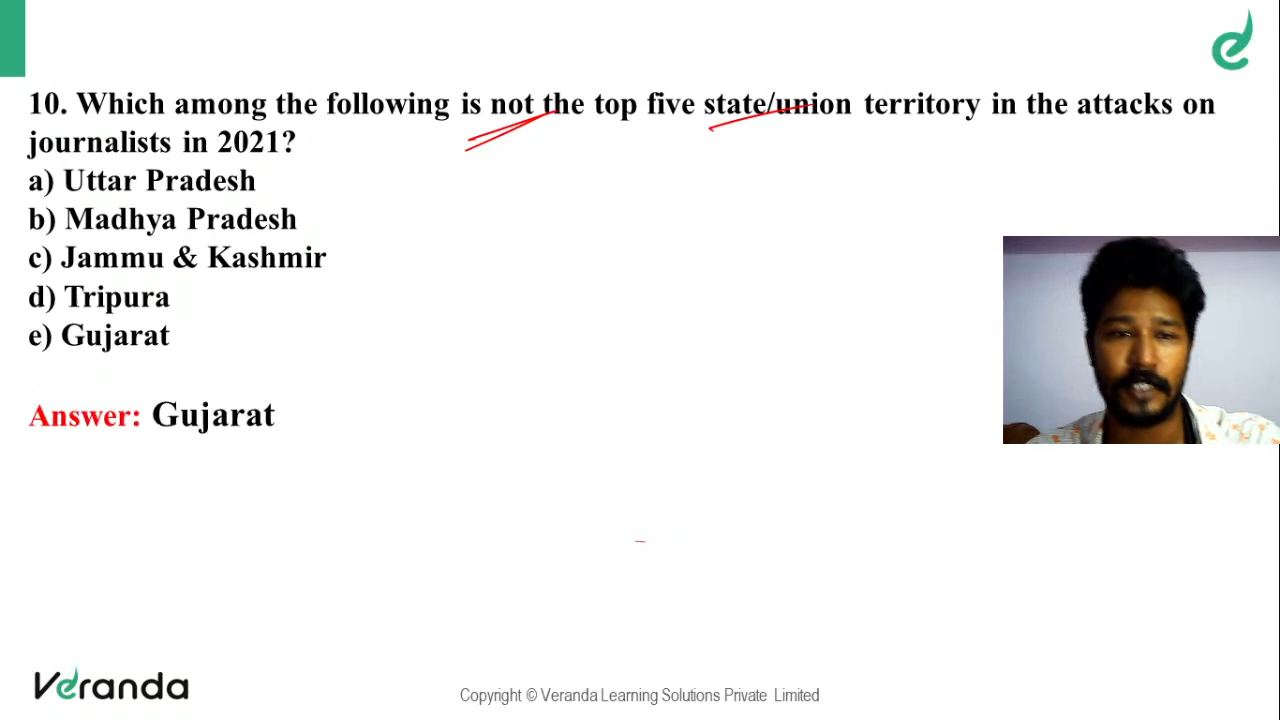 10. Which among the following is not the top five state/union territory in the attacks on
journalists in 2021?
a) Uttar Pradesh
b) Madhya Pradesh
c) Jammu & Kashmir
d) Tripura
e) Gujarat
Answer: Gujarat
Veranda
Copyright © Veranda Learning Solutions Private Limited